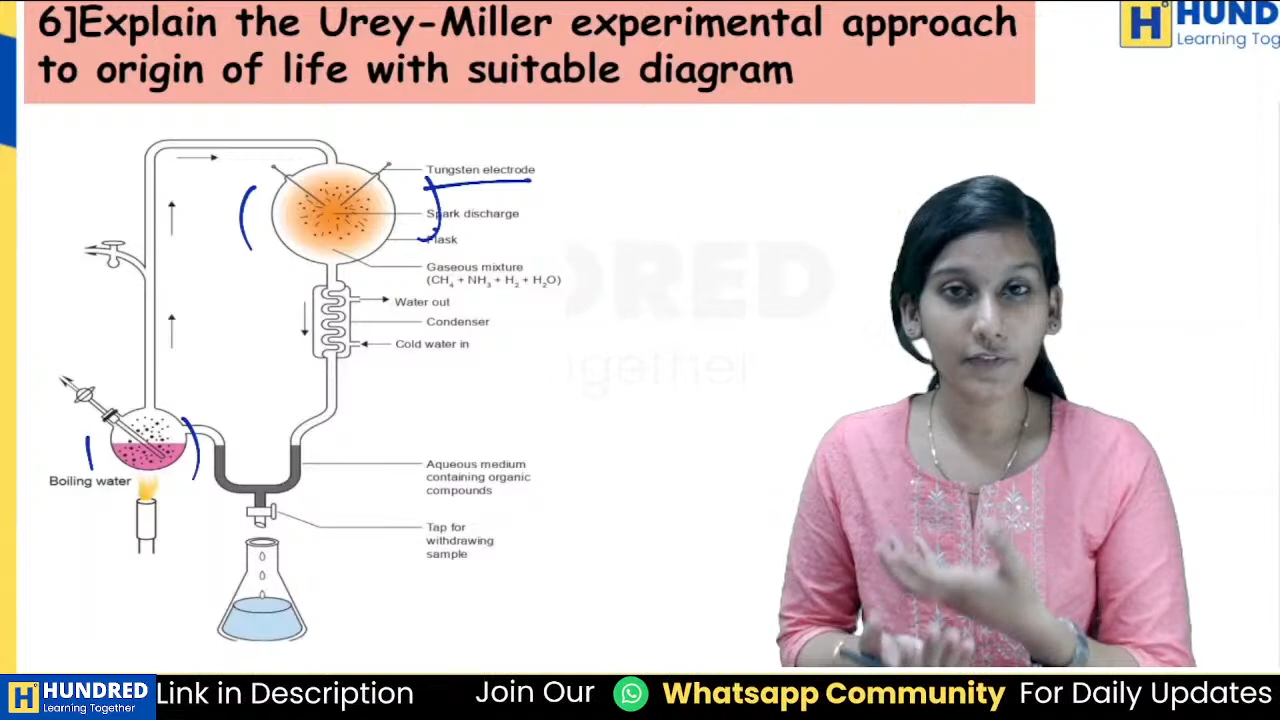 6]Explain the Urey-Miller experimental approach
to origin of life with suitable diagram
HUND
Learning Tog
Tungsten electrode
Spark discharge
Flask
Gaseous mixture
(CH₄ + NH₃ + H₂ + H₂O)
Water out
Condenser
Cold water in
Boiling water
Aqueous medium
containing organic
compounds
Tap for
withdrawing
sample
HUNDRED
Learning Together
Link in Description
Join Our Whatsapp Community For Daily Updates